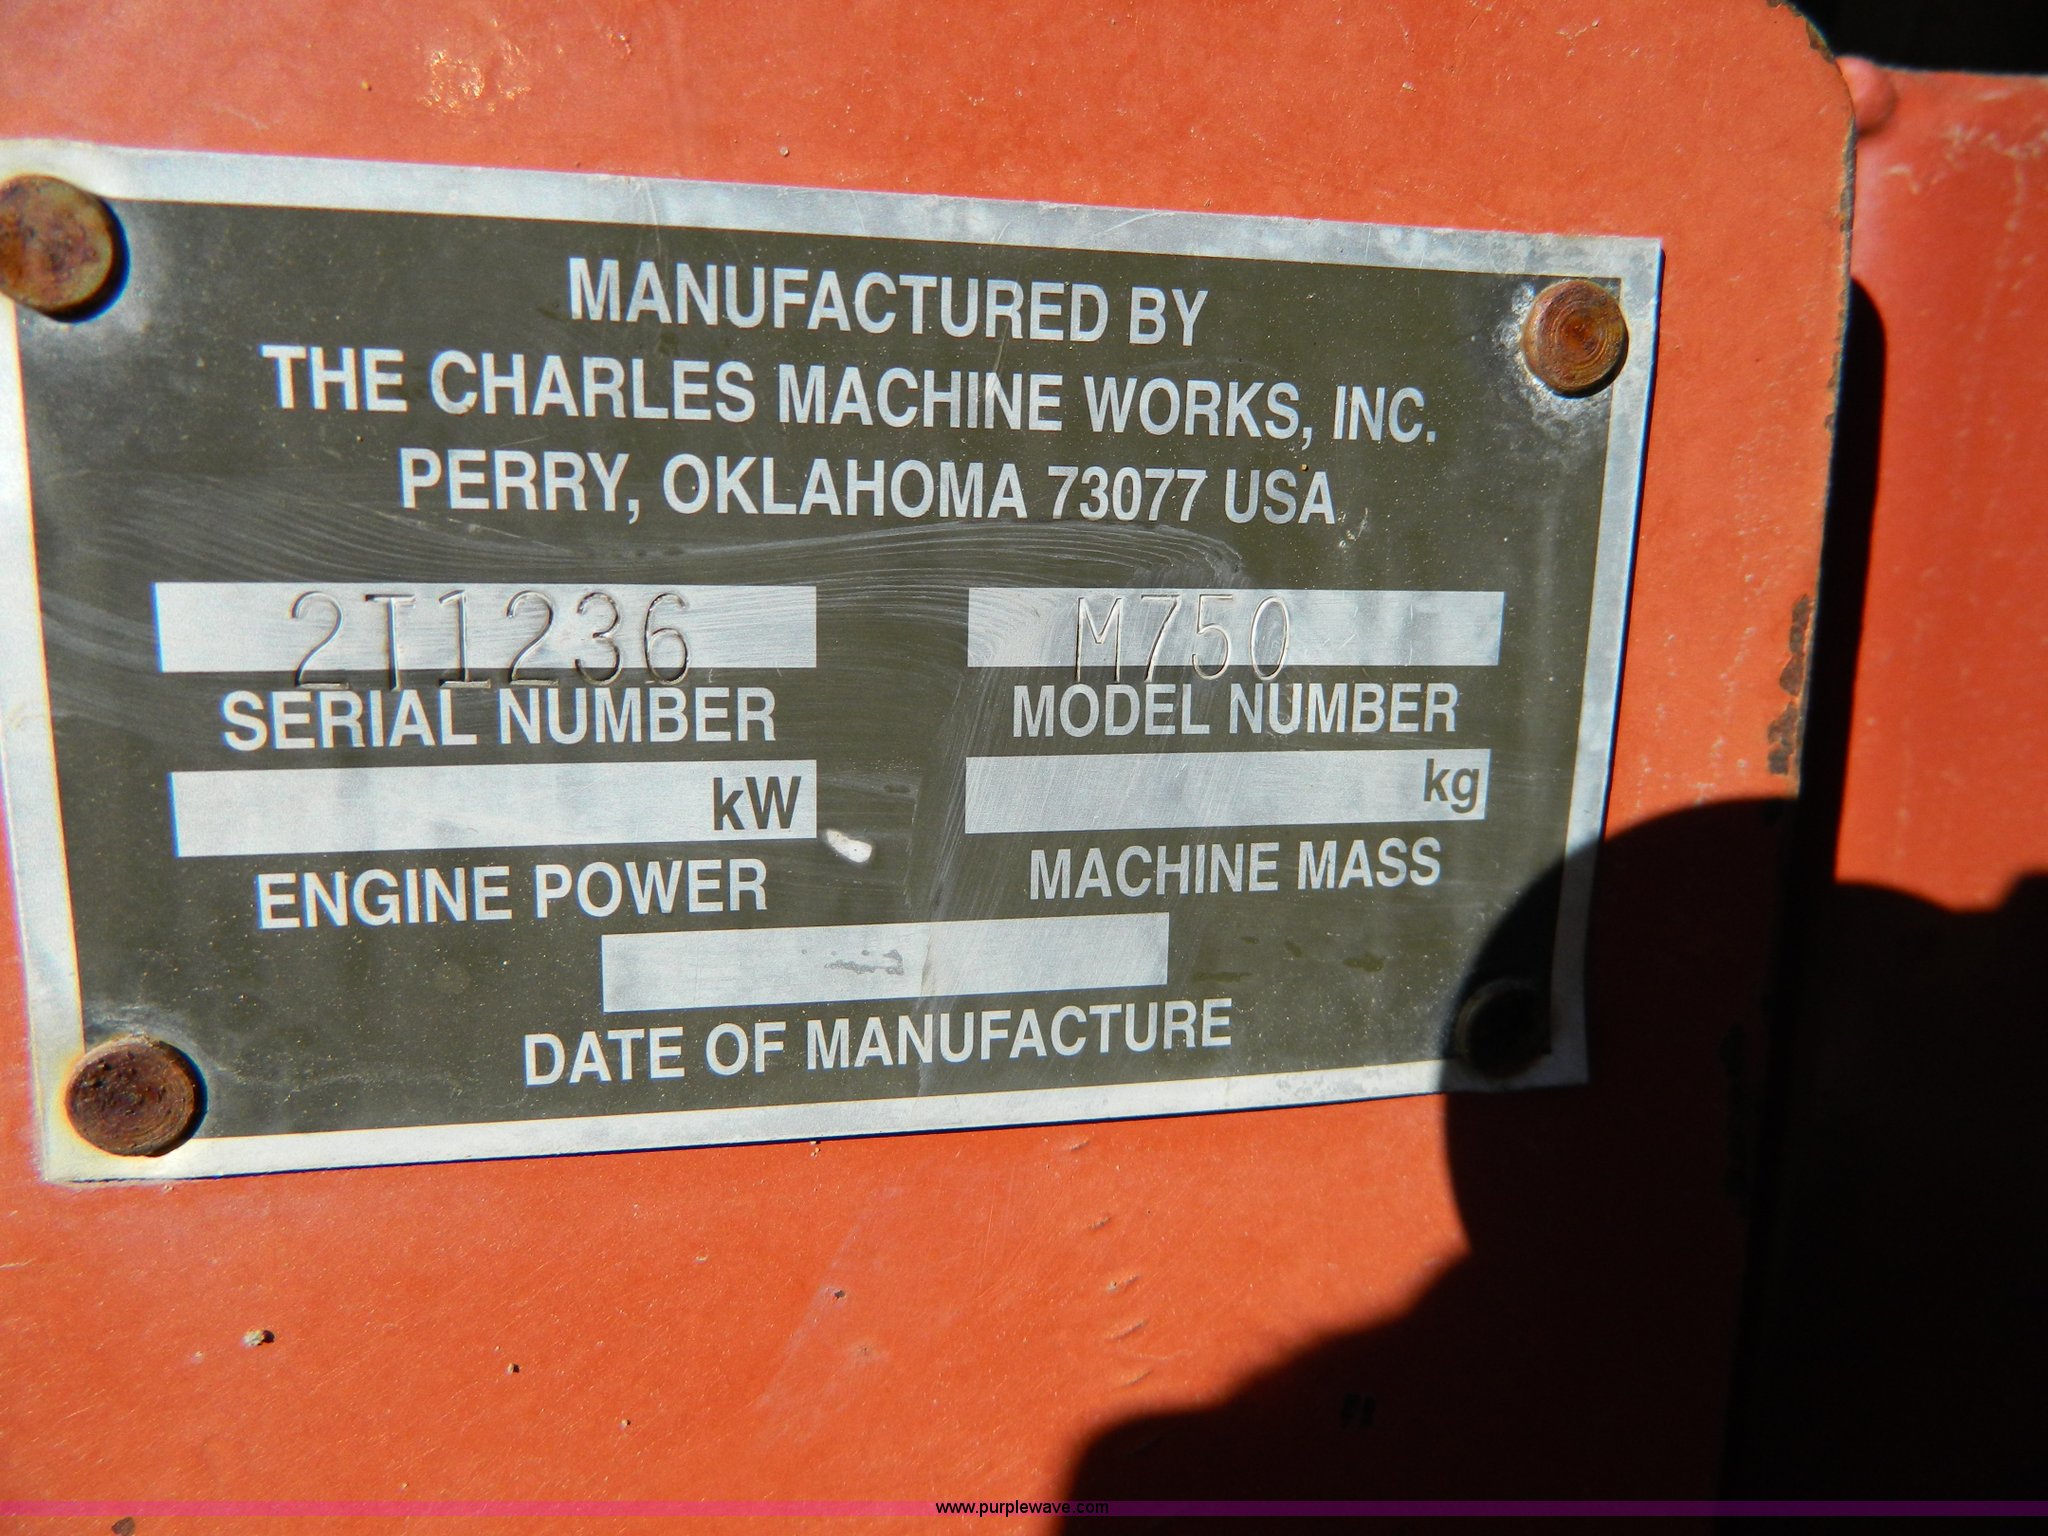 MANUFACTURED BY
THE CHARLES MACHINE WORKS, INC.
PERRY, OKLAHOMA 73077 USA
2T1236 M750
SERIAL NUMBER MODEL NUMBER
kW kg
ENGINE POWER MACHINE MASS
DATE OF MANUFACTURE
www.purplewave.com